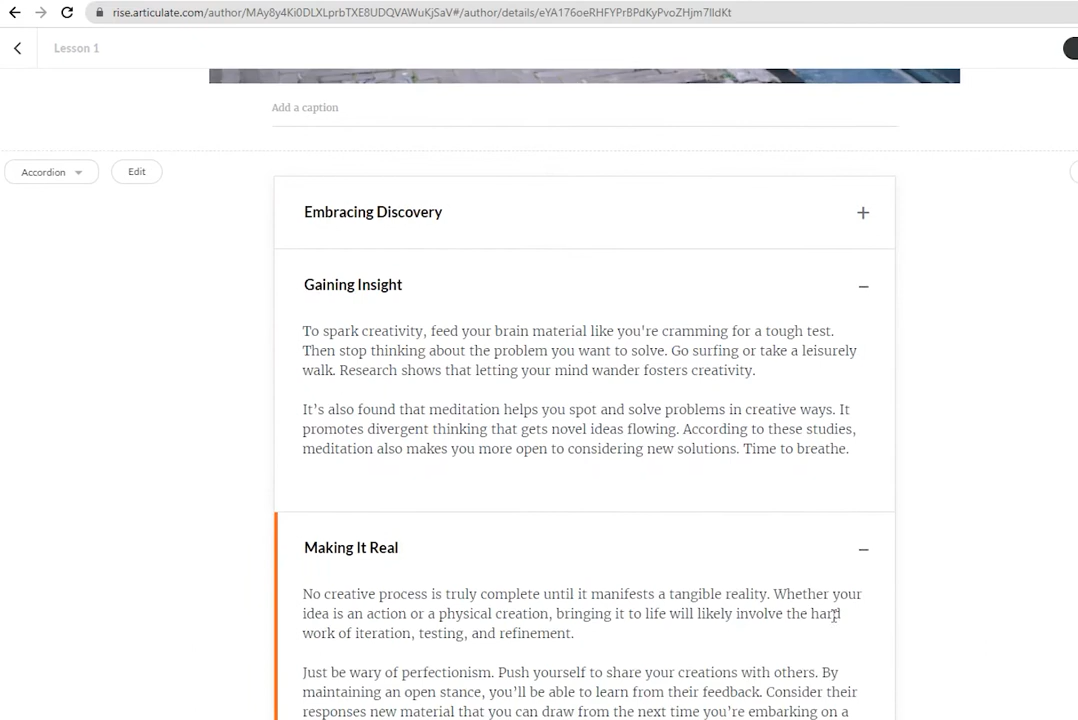 rise.articulate.com/author/MAy8y4Ki0DLXLprbTXE8UDQVAWuKjSaV#/author/details/eYA176oeRHFYPrBPdKyPvoZHjm7lldKt
Lesson 1
Add a caption
Accordion
Edit
Embracing Discovery
Gaining Insight
To spark creativity, feed your brain material like you're cramming for a tough test.
Then stop thinking about the problem you want to solve. Go surfing or take a leisurely
walk. Research shows that letting your mind wander fosters creativity.
It's also found that meditation helps you spot and solve problems in creative ways. It
promotes divergent thinking that gets novel ideas flowing. According to these studies,
meditation also makes you more open to considering new solutions. Time to breathe.
Making It Real
No creative process is truly complete until it manifests a tangible reality. Whether your
idea is an action or a physical creation, bringing it to life will likely involve the hard
work of iteration, testing, and refinement.
Just be wary of perfectionism. Push yourself to share your creations with others. By
maintaining an open stance, you'll be able to learn from their feedback. Consider their
responses new material that you can draw from the next time you're embarking on a